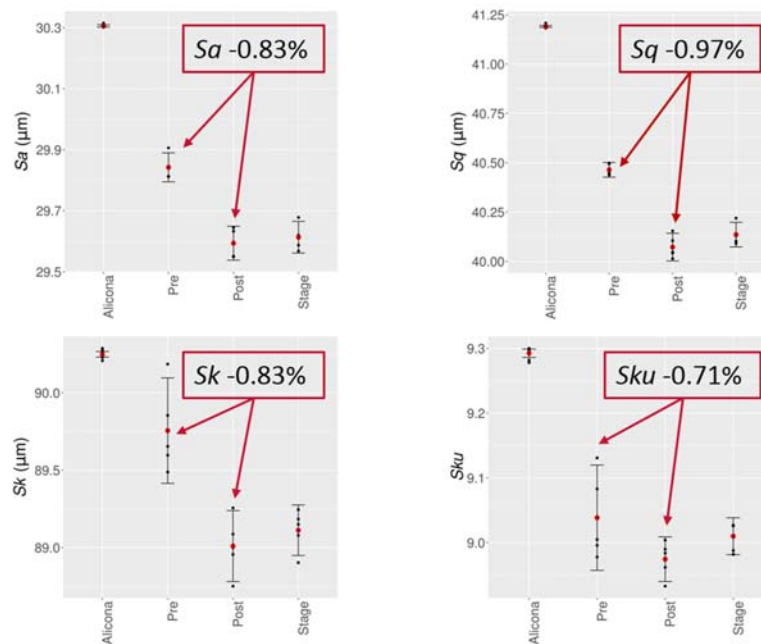 Sa -0.83%
Sa (µm)
30.3
30.1
29.9
29.7
29.5
Alicona
Pre
Post
Stage
Sq -0.97%
Sq (µm)
41.25
41.00
40.75
40.50
40.25
40.00
Alicona
Pre
Post
Stage
Sk -0.83%
Sk (µm)
90.0
89.5
89.0
Alicona
Pre
Post
Stage
Sku -0.71%
Sku
9.3
9.2
9.1
9.0
Alicona
Pre
Post
Stage